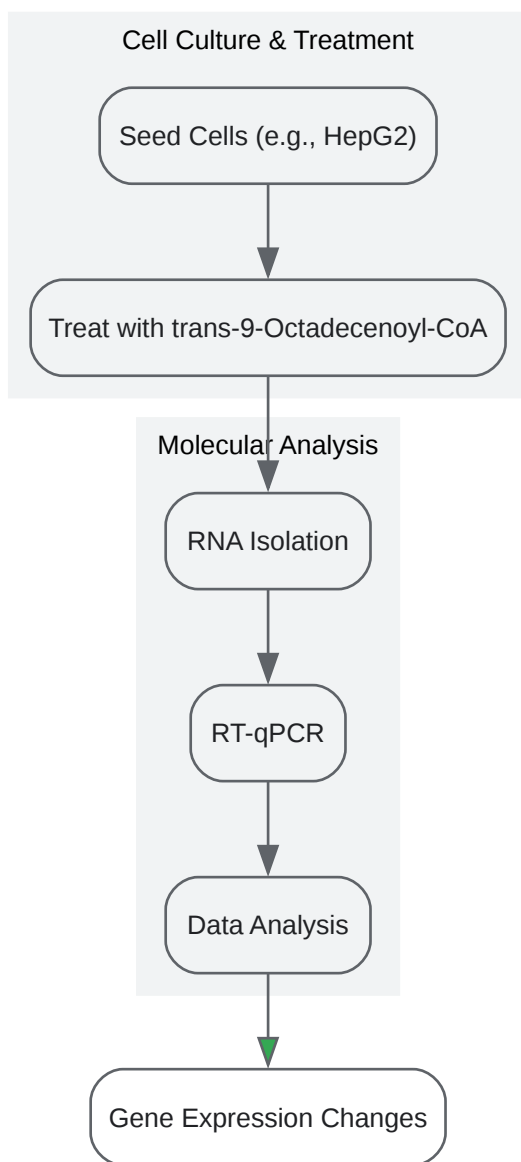 Cell Culture & Treatment
Seed Cells (e.g., HepG2)
Treat with trans-9-Octadecenoyl-CoA
Molecular Analysis
RNA Isolation
RT-qPCR
Data Analysis
Gene Expression Changes